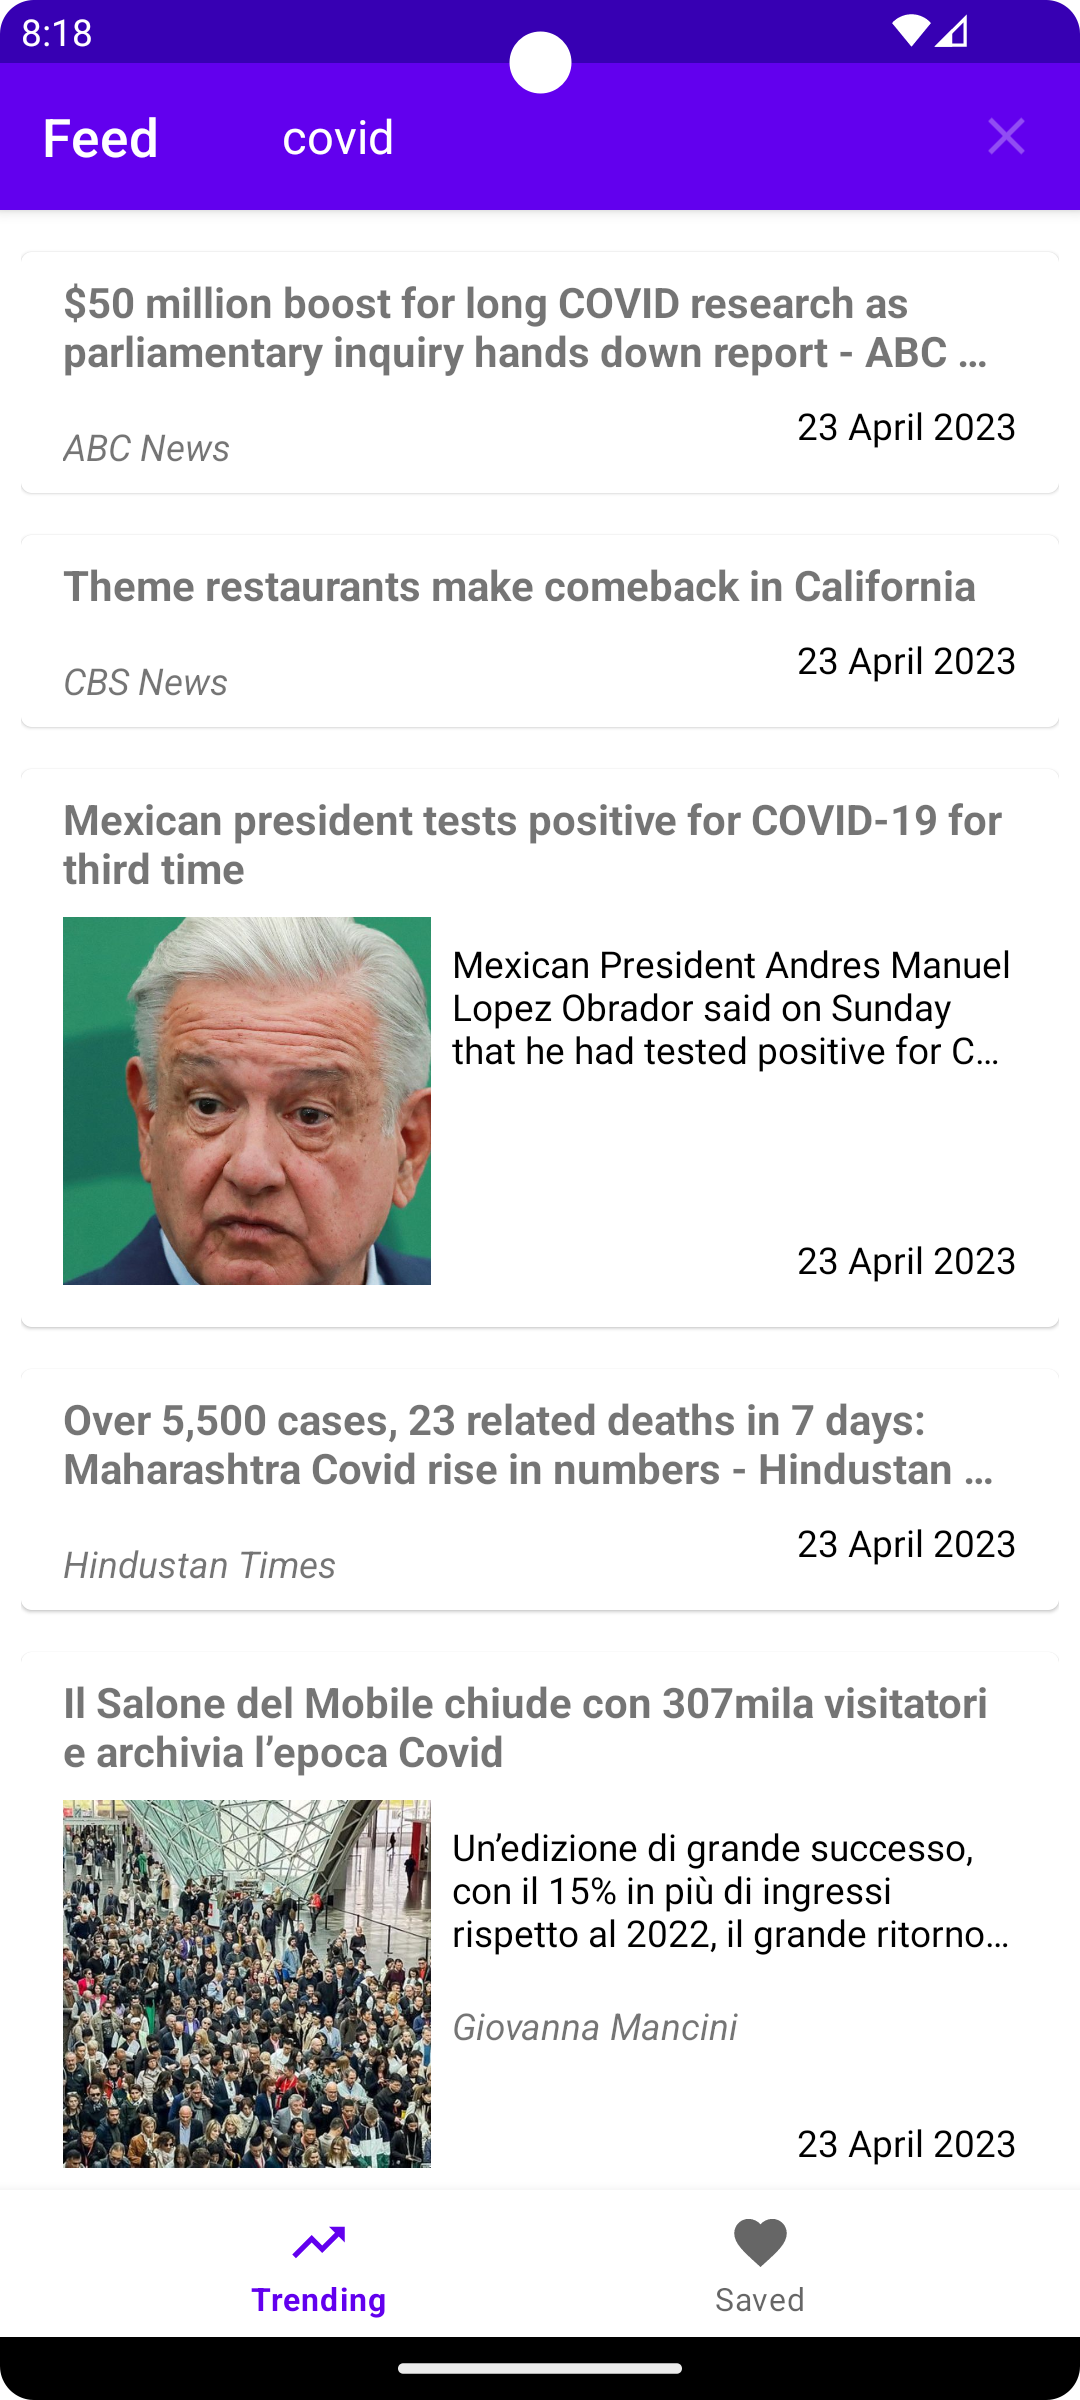 8:18
Feed
covid
$50 million boost for long COVID research as
parliamentary inquiry hands down report - ABC ...
23 April 2023
ABC News
Theme restaurants make comeback in California
23 April 2023
CBS News
Mexican president tests positive for COVID-19 for
third time
Mexican President Andres Manuel
Lopez Obrador said on Sunday
that he had tested positive for C...
23 April 2023
Over 5,500 cases, 23 related deaths in 7 days:
Maharashtra Covid rise in numbers - Hindustan ...
23 April 2023
Hindustan Times
Il Salone del Mobile chiude con 307mila visitatori
e archivia l’epoca Covid
Un’edizione di grande successo,
con il 15% in più di ingressi
rispetto al 2022, il grande ritorno...
Giovanna Mancini
23 April 2023
Trending
Saved